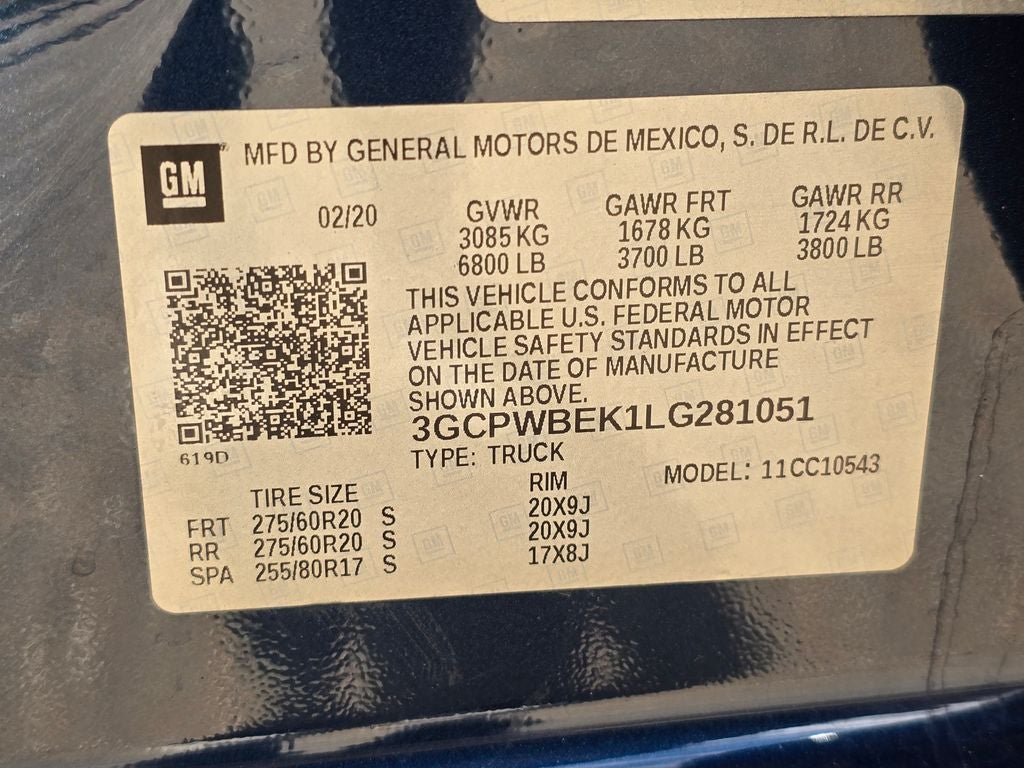 GM
MFD BY GENERAL MOTORS DE MEXICO, S. DE R.L. DE C.V.
02/20
GVWR
3085 KG
6800 LB
GAWR FRT
1678 KG
3700 LB
GAWR RR
1724 KG
3800 LB
THIS VEHICLE CONFORMS TO ALL
APPLICABLE U.S. FEDERAL MOTOR
VEHICLE SAFETY STANDARDS IN EFFECT
ON THE DATE OF MANUFACTURE
SHOWN ABOVE.
3GCPWBEK1LG281051
619D
TYPE: TRUCK
MODEL: 11CC10543
TIRE SIZE RIM
FRT 275/60R20 S 20X9J
RR 275/60R20 S 20X9J
SPA 255/80R17 S 17X8J